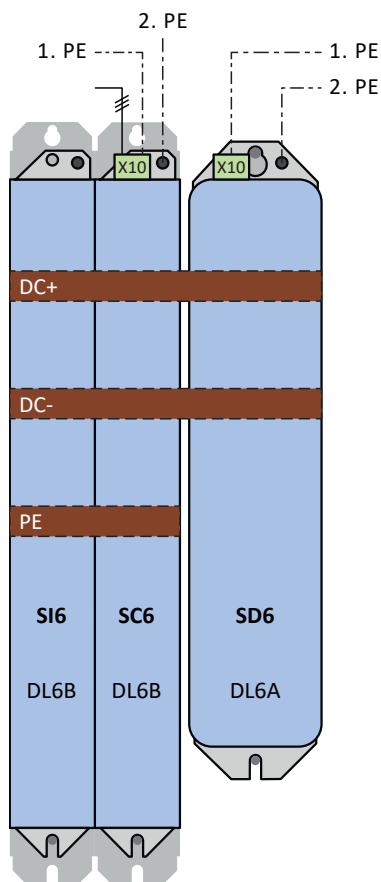 2. PE
1. PE
1. PE
2. PE
X10
X10
DC+
DC-
PE
SI6
SC6
SD6
DL6B
DL6B
DL6A